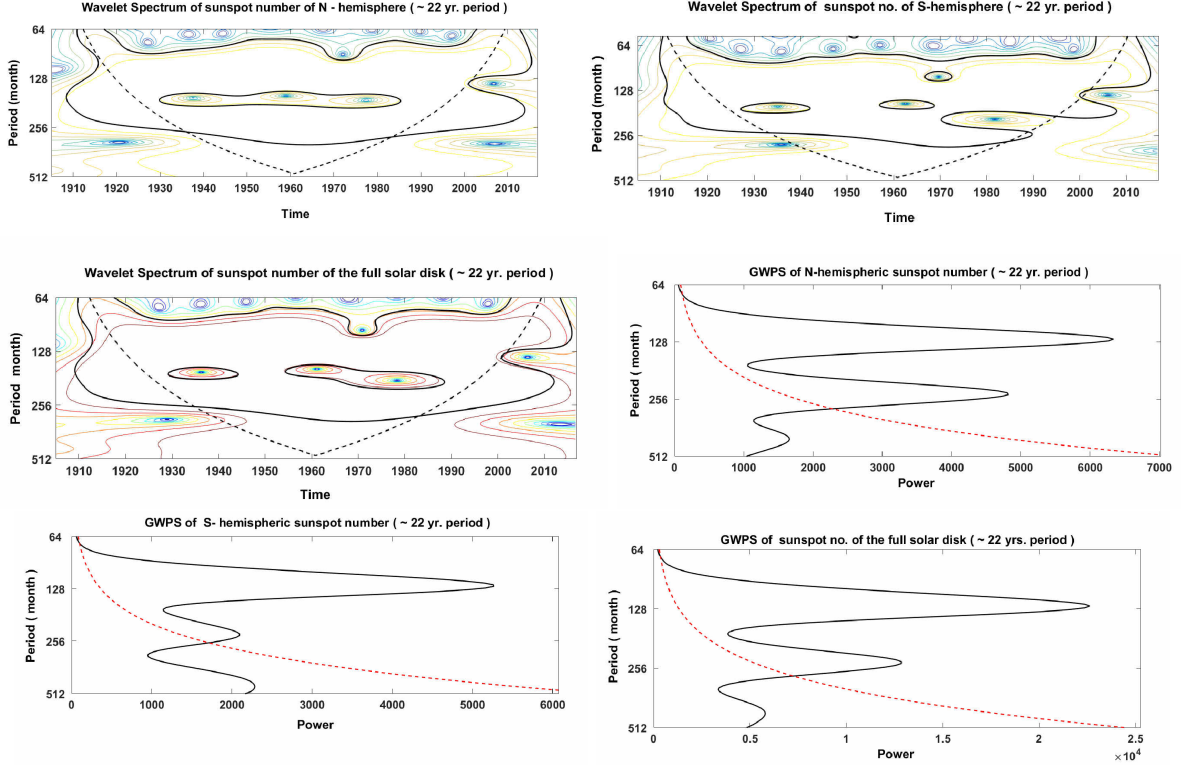 Wavelet Spectrum of sunspot number of N - hemisphere ( ~ 22 yr. period )
Period (month)
64
128
256
512
1910 1920 1930 1940 1950 1960 1970 1980 1990 2000 2010
Time
Wavelet Spectrum of sunspot no. of S-hemisphere ( ~ 22 yr. period )
Period (month )
64
128
256
512
1910 1920 1930 1940 1950 1960 1970 1980 1990 2000 2010
Time
Wavelet Spectrum of sunspot number of the full solar disk ( ~ 22 yr. period )
Period (month)
64
128
256
512
1910 1920 1930 1940 1950 1960 1970 1980 1990 2000 2010
Time
GWPS of N-hemispheric sunspot number ( ~ 22 yr. period )
Period ( month )
64
128
256
512
0 1000 2000 3000 4000 5000 6000 7000
Power
GWPS of S- hemispheric sunspot number ( ~ 22 yr. period )
Period ( month )
64
128
256
512
0 1000 2000 3000 4000 5000 6000
Power
GWPS of sunspot no. of the full solar disk ( ~ 22 yrs. period )
Period ( month )
64
128
256
512
0 0.5 1 1.5 2 2.5
×10^4
Power